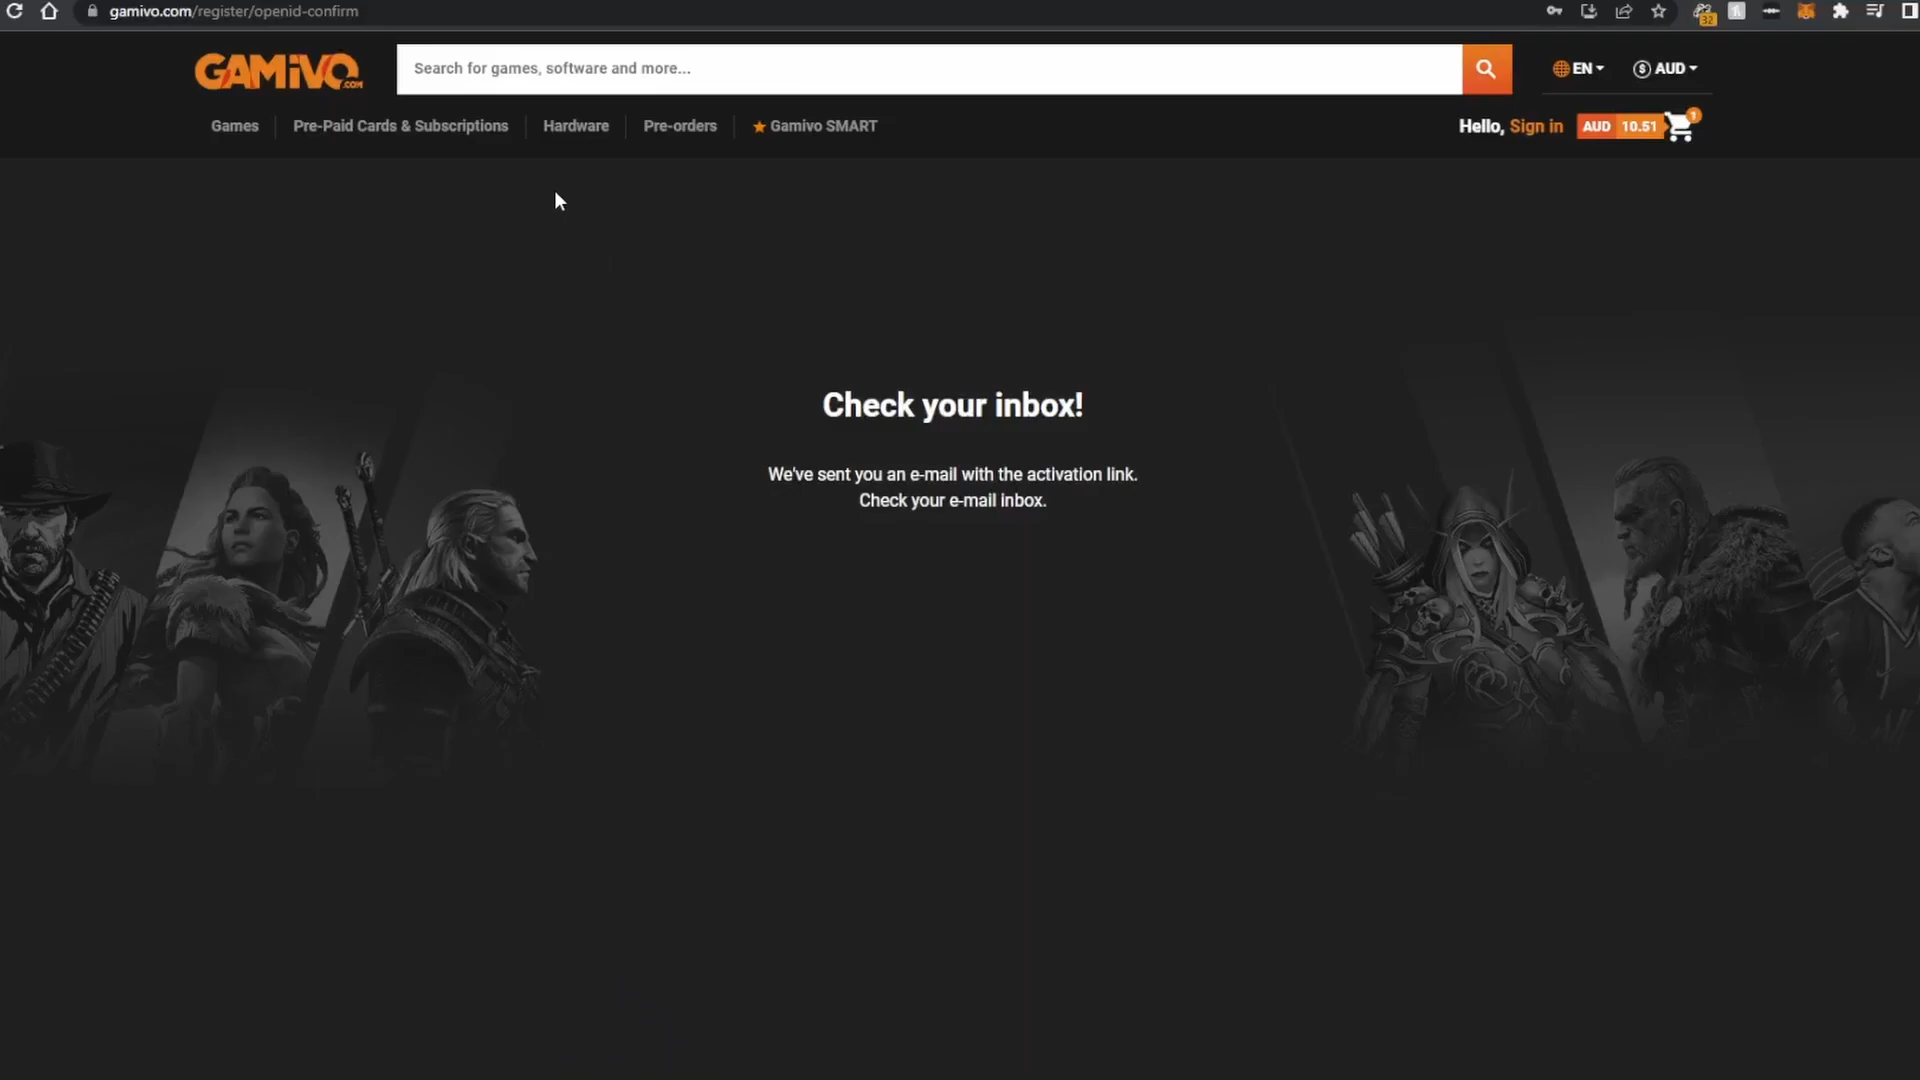 gamivo.com/register/openid-confirm
32
GAMIVO.COM
Search for games, software and more...
EN
AUD
Games
Pre-Paid Cards & Subscriptions
Hardware
Pre-orders
Gamivo SMART
Hello, Sign in
AUD 10.51
1
Check your inbox!
We've sent you an e-mail with the activation link.
Check your e-mail inbox.